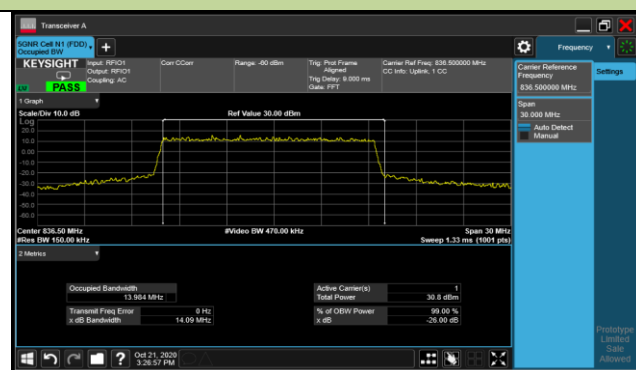 Transceiver A
5GNR Cell N1 (FDD)
Occupied BW
KEYSIGHT
Input: RFIO1
Output: RFIO1
Coupling: AC
Corr CCorr
Range: -60 dBm
Trig: Prot Frame
Aligned
Trig Delay: 9.000 ms
Gate: FFT
Carrier Ref Freq: 836.500000 MHz
CC Info: Uplink, 1 CC
LV PASS
1 Graph
Scale/Div 10.0 dB
Ref Value 30.00 dBm
Log
20.0
10.0
0.00
-10.0
-20.0
-30.0
-40.0
-50.0
-60.0
Center 836.50 MHz
#Video BW 470.00 kHz
Span 30 MHz
#Res BW 150.00 kHz
Sweep 1.33 ms (1001 pts)
2 Metrics
Occupied Bandwidth
13.984 MHz
Active Carrier(s) 1
Total Power 30.8 dBm
Transmit Freq Error 0 Hz
x dB Bandwidth 14.09 MHz
% of OBW Power 99.00 %
x dB -26.00 dB
Oct 21, 2020
3:26:57 PM
Frequency
Carrier Reference
Frequency
836.500000 MHz
Settings
Span
30.000 MHz
Auto Detect
Manual
Prototype
Limited
Sale
Allowed